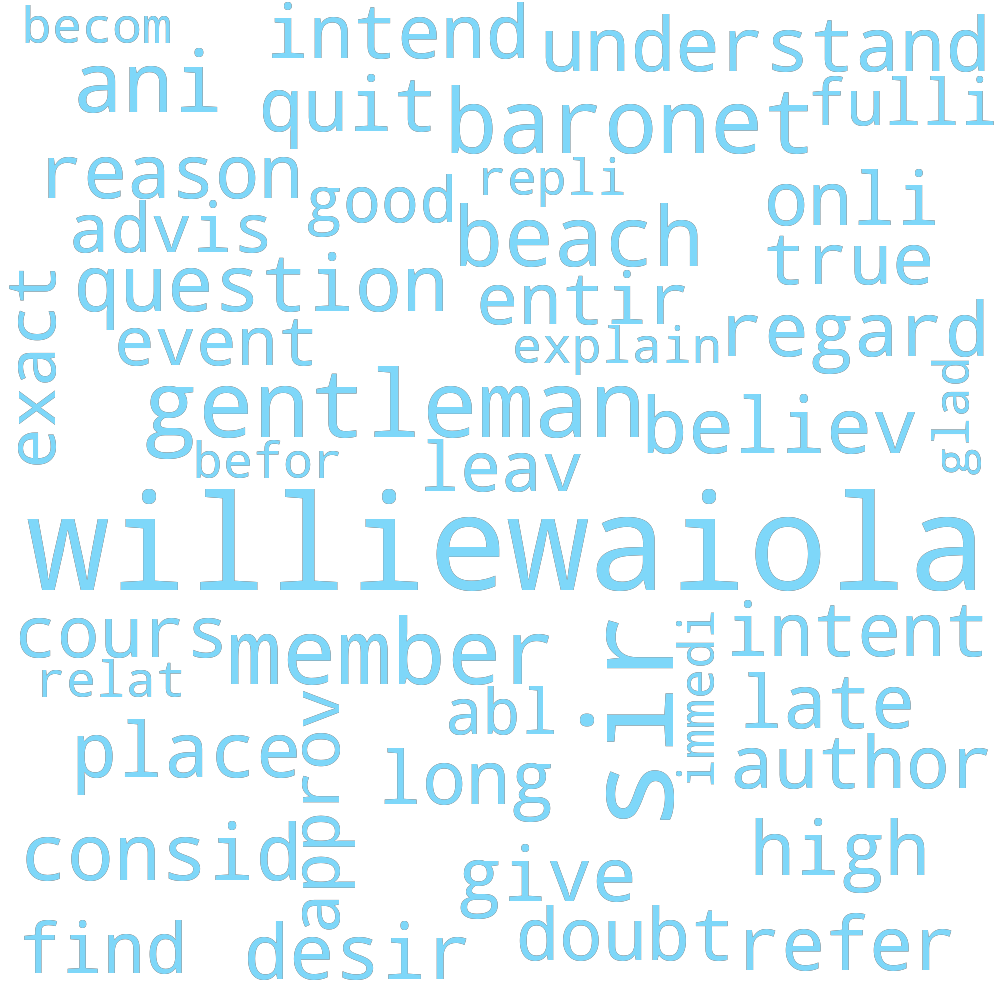 becom intend understand
ani quit baronet fulli
reason good repli onli
advis beach true
exact question entir
event explain regard
gentleman believ glad
befor leav
williewaiola
cours member sir immedi intent
relat abl late
place approv long author
consid give high
find desir doubt refer